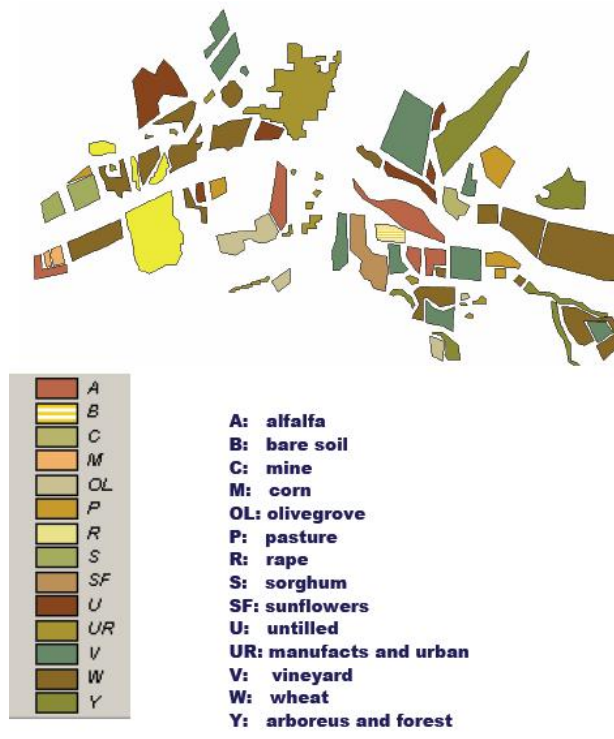 A
B
C
M
OL
P
R
S
SF
U
UR
V
W
Y
A: alfalfa
B: bare soil
C: mine
M: corn
OL: olivegrove
P: pasture
R: rape
S: sorghum
SF: sunflowers
U: untilled
UR: manufacts and urban
V: vineyard
W: wheat
Y: arboreus and forest